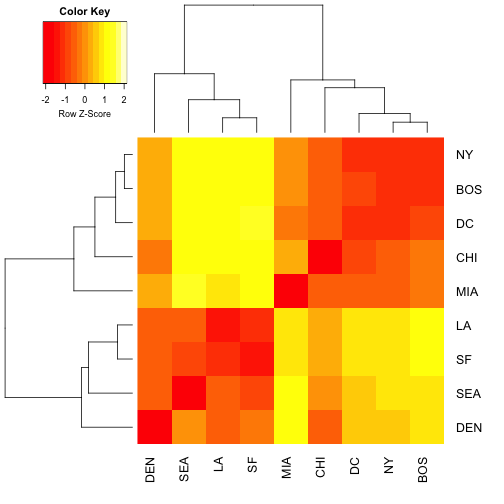 Color Key
-2 -1 0 1 2
Row Z-Score
NY
BOS
DC
CHI
MIA
LA
SF
SEA
DEN
DEN SEA LA SF MIA CHI DC NY BOS